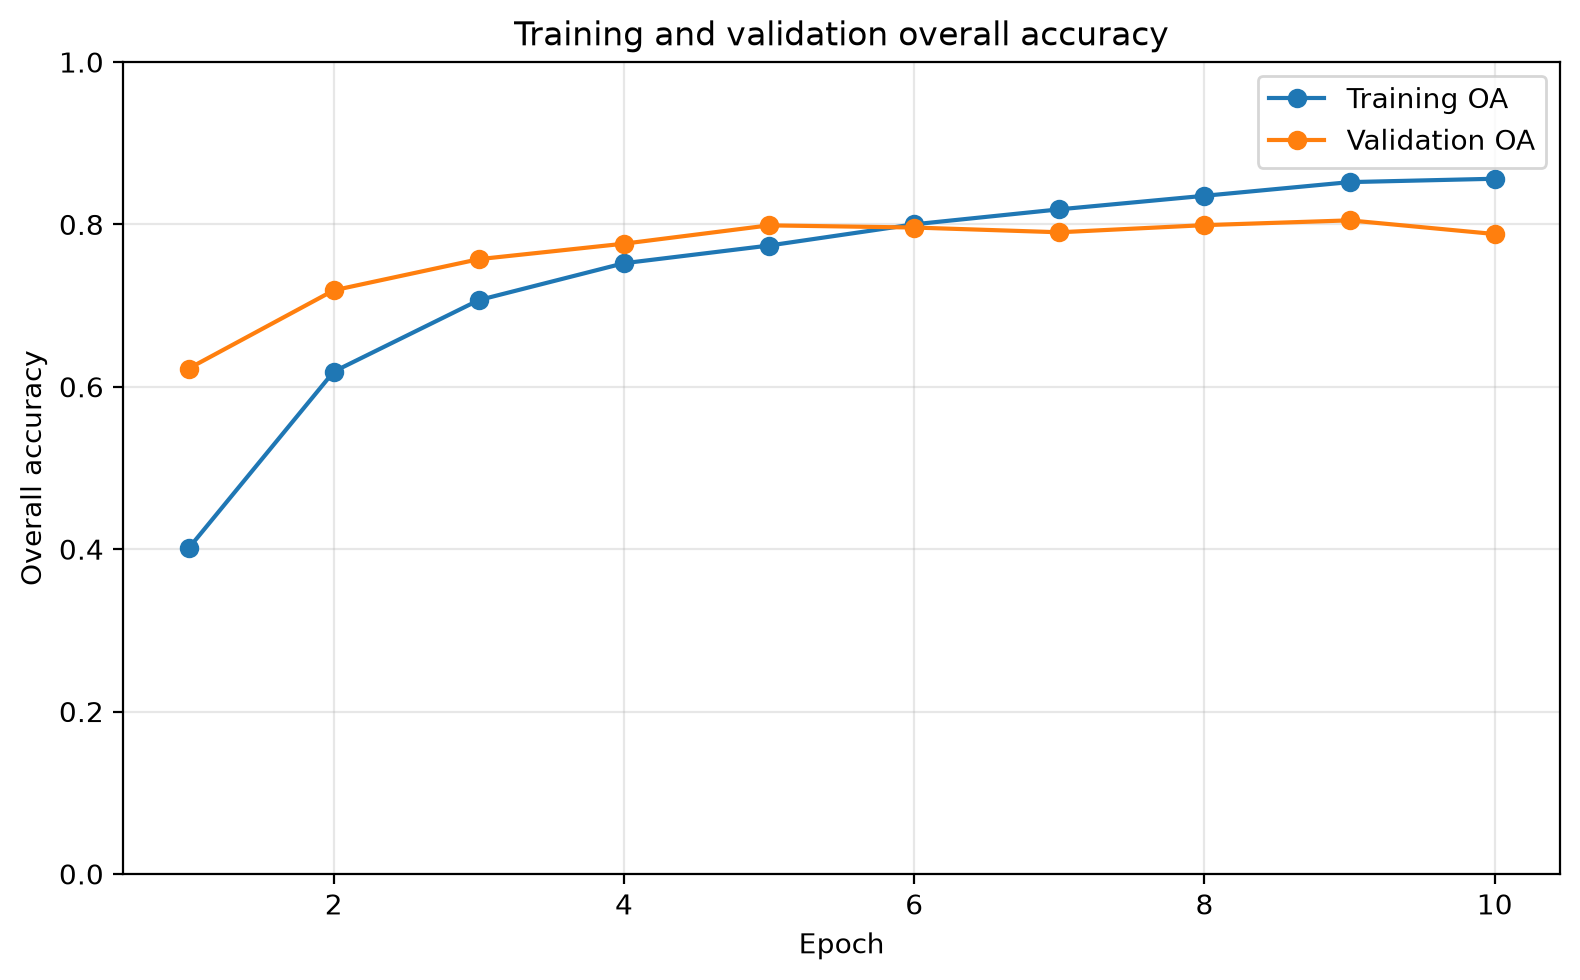 Training and validation overall accuracy
Training OA
Validation OA
Overall accuracy
1.0
0.8
0.6
0.4
0.2
0.0
2 4 6 8 10
Epoch